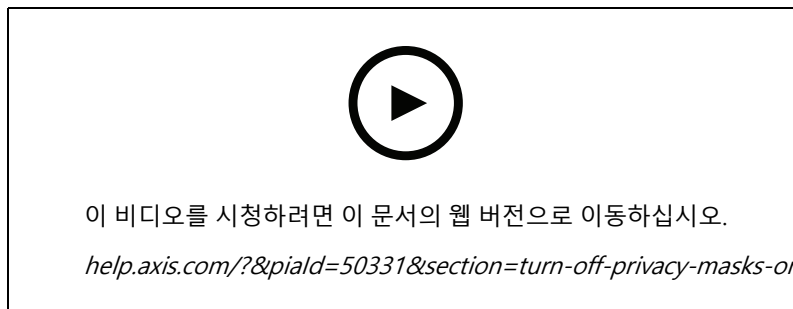 이 비디오를 시청하려면 이 문서의 웹 버전으로 이동하십시오.
help.axis.com/?&piaId=50331&section=turn-off-privacy-masks-on